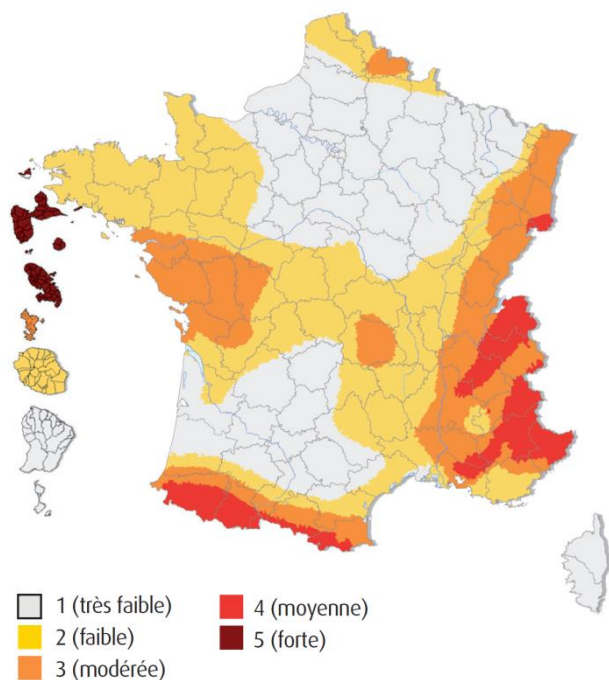 1 (très faible)
2 (faible)
3 (modérée)
4 (moyenne)
5 (forte)